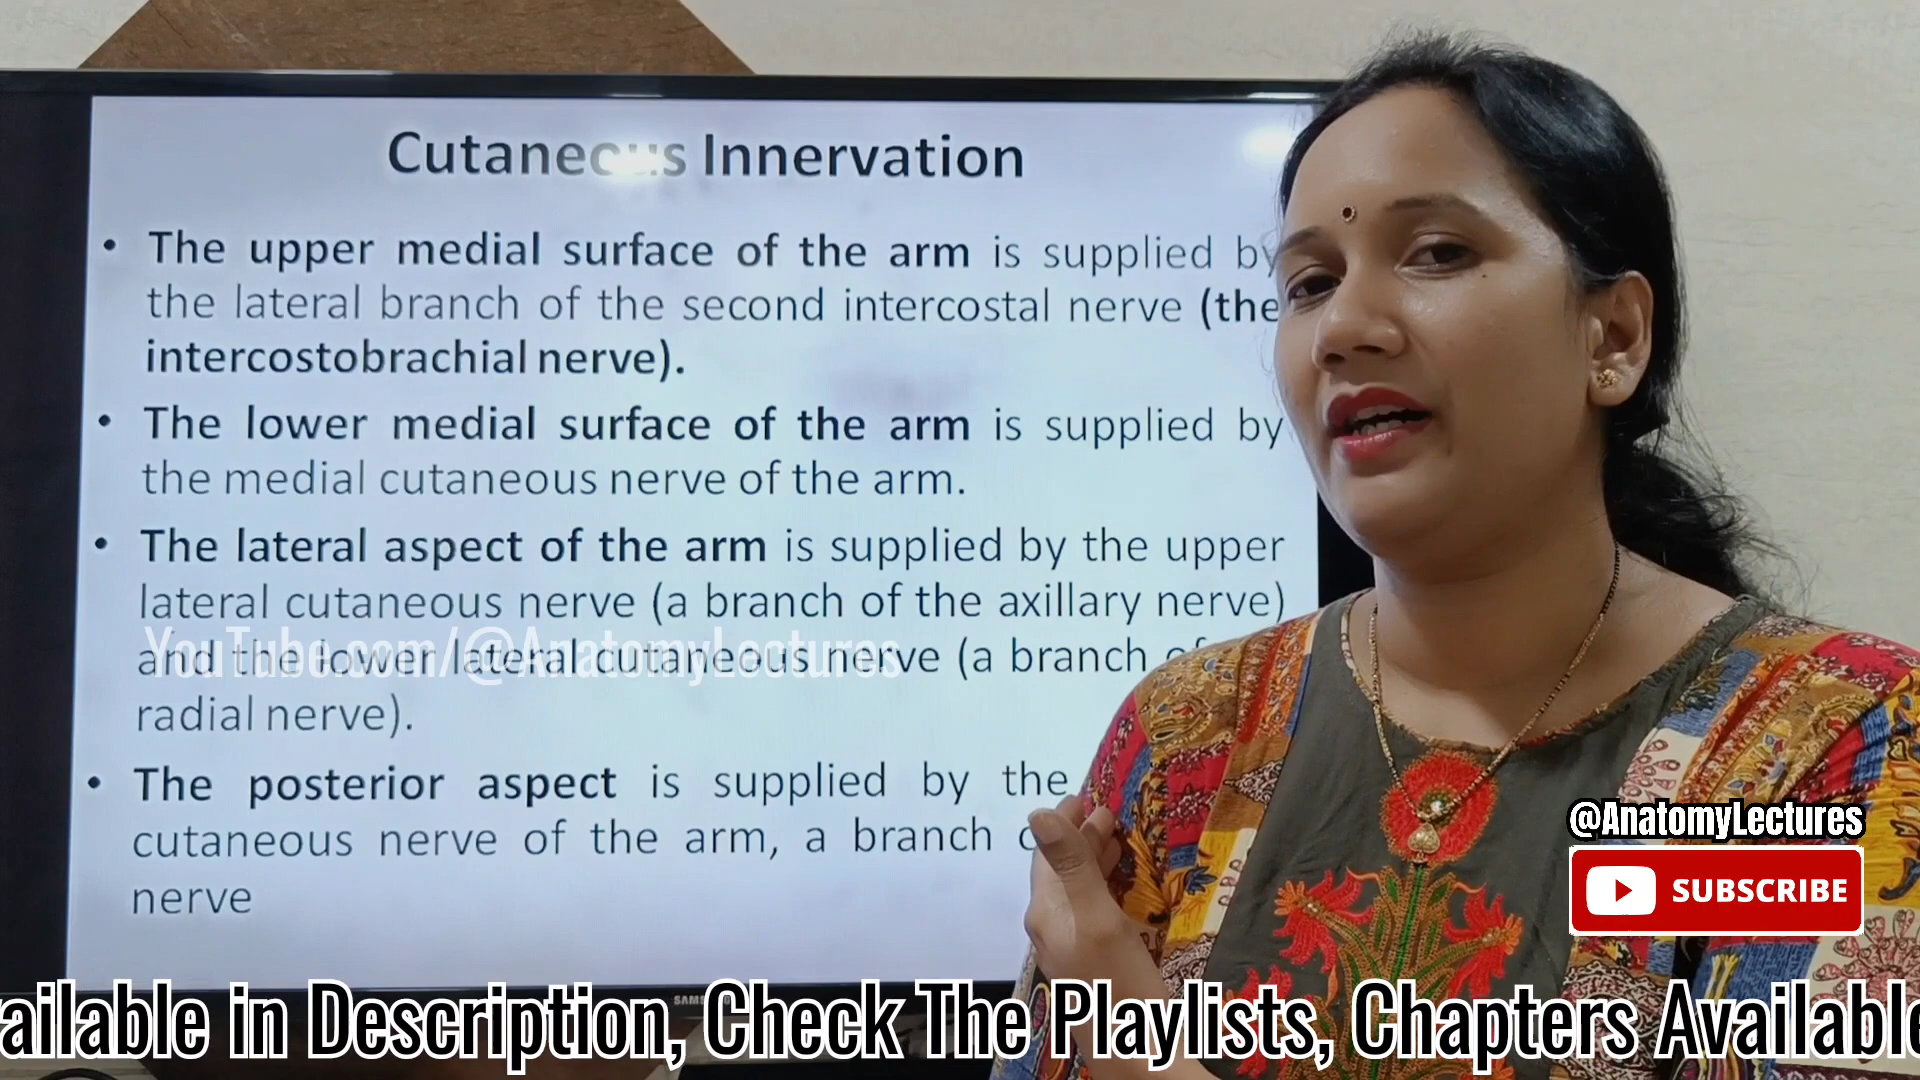 Cutaneous Innervation
• The upper medial surface of the arm is supplied by
the lateral branch of the second intercostal nerve (the
intercostobrachial nerve).
• The lower medial surface of the arm is supplied by
the medial cutaneous nerve of the arm.
• The lateral aspect of the arm is supplied by the upper
lateral cutaneous nerve (a branch of the axillary nerve)
and the lower lateral cutaneous nerve (a branch
radial nerve).
YouTube.com/@AnatomyLectures
• The posterior aspect is supplied by the
cutaneous nerve of the arm, a branch
nerve
@AnatomyLectures
SUBSCRIBE
in Description, Check The Playlists, Chapters